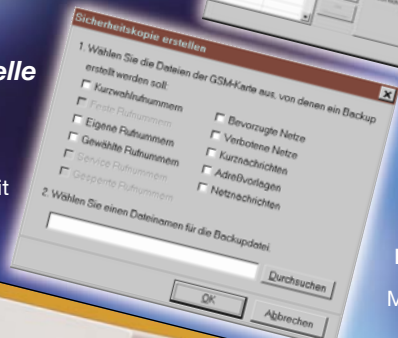 Sicherheitskopie erstellen
1. Wählen Sie die Dateien der GSM-Karte aus, von denen ein Backup
erstellt werden soll:
Kurzwahlrufnummern
Feste Rufnummern
Eigene Rufnummern
Gewählte Rufnummern
Service Rufnummern
Gesperrte Rufnummern
Bevorzugte Netze
Verbotene Netze
Kurznachrichten
Adreßvorlagen
Netznachrichten
2. Wählen Sie einen Dateinamen für die Backupdatei.
Durchsuchen
OK
Abbrechen
elle
it
M